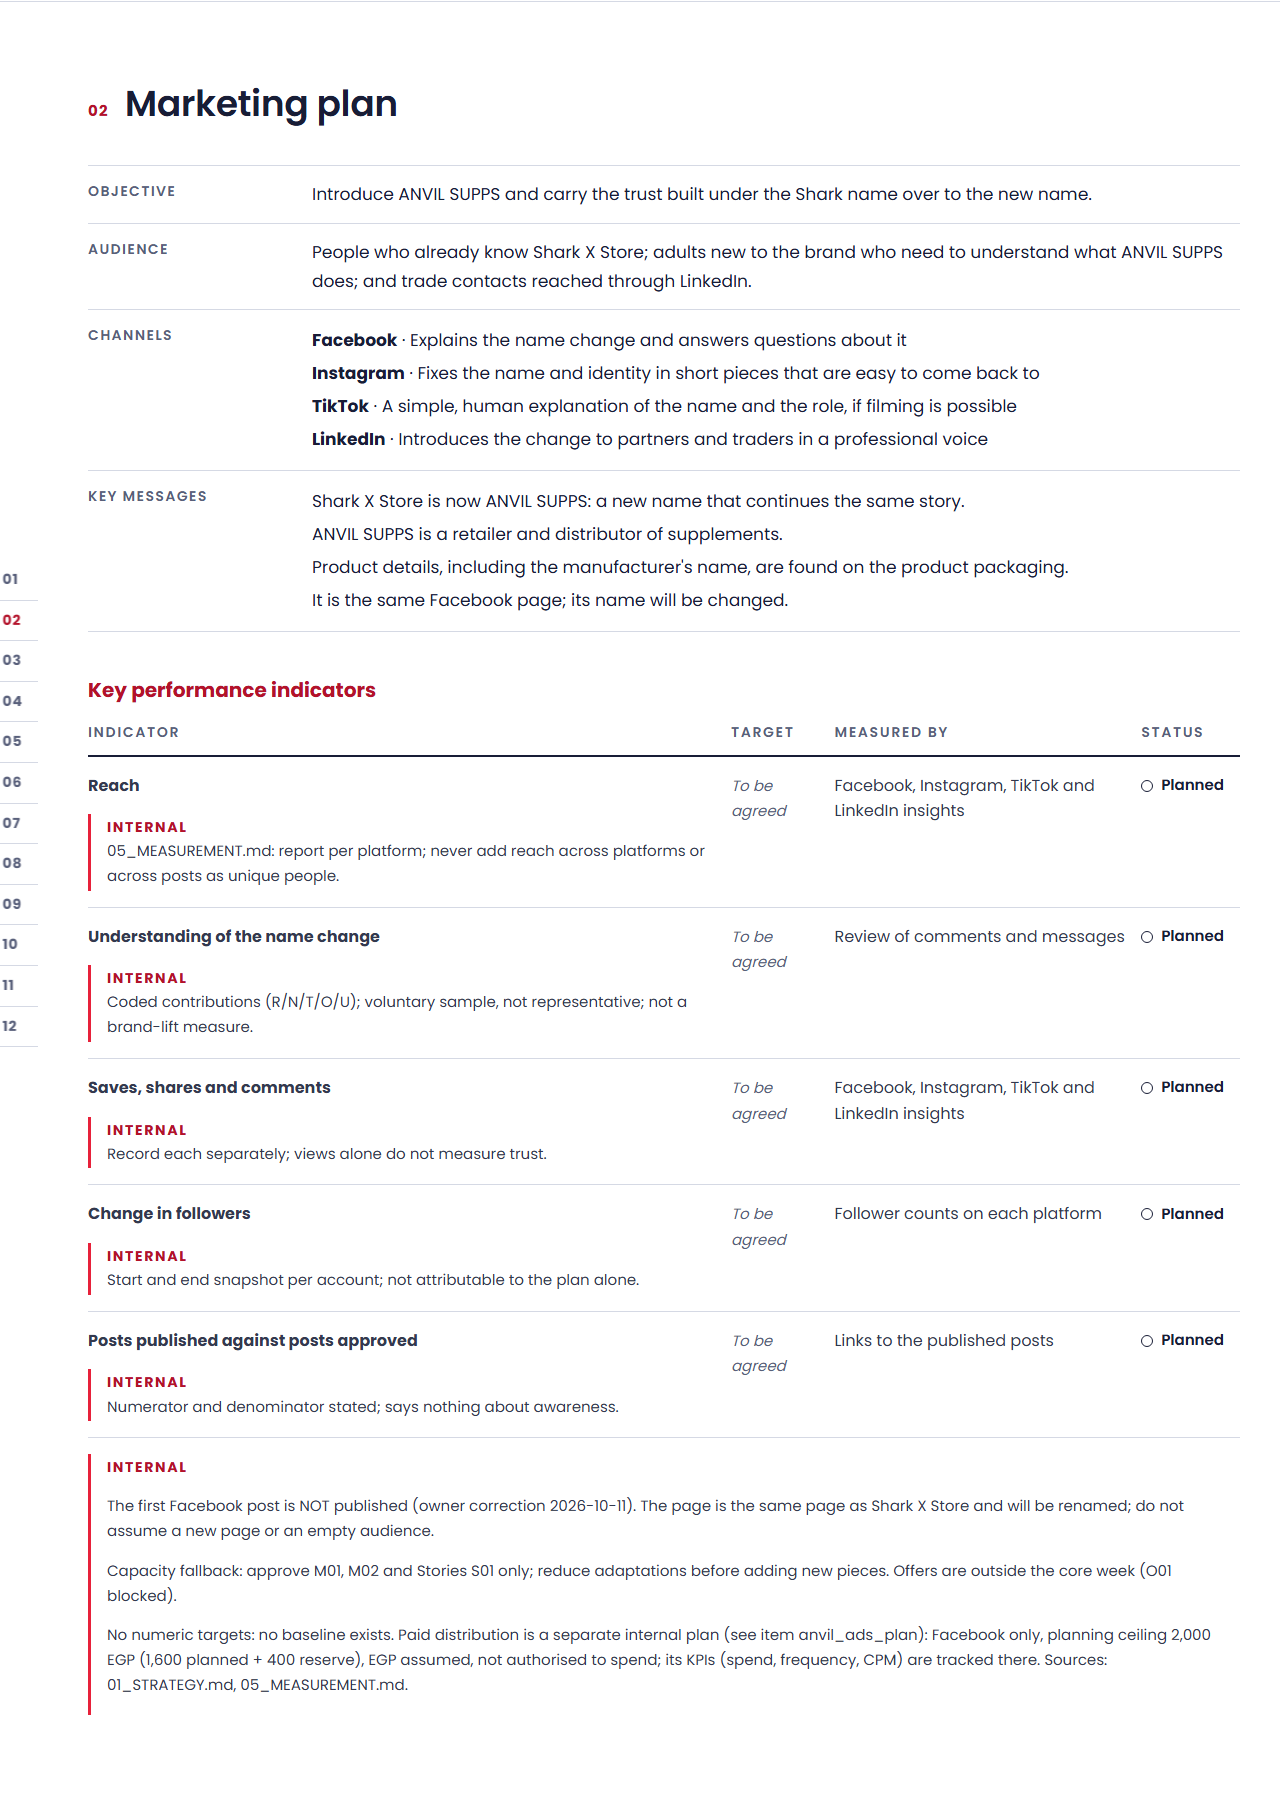 02 Marketing plan
OBJECTIVE
Introduce ANVIL SUPPS and carry the trust built under the Shark name over to the new name.
AUDIENCE
People who already know Shark X Store; adults new to the brand who need to understand what ANVIL SUPPS
does; and trade contacts reached through LinkedIn.
CHANNELS
Facebook · Explains the name change and answers questions about it
Instagram · Fixes the name and identity in short pieces that are easy to come back to
TikTok · A simple, human explanation of the name and the role, if filming is possible
LinkedIn · Introduces the change to partners and traders in a professional voice
KEY MESSAGES
Shark X Store is now ANVIL SUPPS: a new name that continues the same story.
ANVIL SUPPS is a retailer and distributor of supplements.
Product details, including the manufacturer's name, are found on the product packaging.
It is the same Facebook page; its name will be changed.
01
02
03
04
05
06
07
08
09
10
11
12
Key performance indicators
INDICATOR TARGET MEASURED BY STATUS
Reach
To be
agreed
Facebook, Instagram, TikTok and
LinkedIn insights
Planned
INTERNAL
05_MEASUREMENT.md: report per platform; never add reach across platforms or
across posts as unique people.
Understanding of the name change
To be
agreed
Review of comments and messages
Planned
INTERNAL
Coded contributions (R/N/T/O/U); voluntary sample, not representative; not a
brand-lift measure.
Saves, shares and comments
To be
agreed
Facebook, Instagram, TikTok and
LinkedIn insights
Planned
INTERNAL
Record each separately; views alone do not measure trust.
Change in followers
To be
agreed
Follower counts on each platform
Planned
INTERNAL
Start and end snapshot per account; not attributable to the plan alone.
Posts published against posts approved
To be
agreed
Links to the published posts
Planned
INTERNAL
Numerator and denominator stated; says nothing about awareness.
INTERNAL
The first Facebook post is NOT published (owner correction 2026-10-11). The page is the same page as Shark X Store and will be renamed; do not
assume a new page or an empty audience.
Capacity fallback: approve M01, M02 and Stories S01 only; reduce adaptations before adding new pieces. Offers are outside the core week (O01
blocked).
No numeric targets: no baseline exists. Paid distribution is a separate internal plan (see item anvil_ads_plan): Facebook only, planning ceiling 2,000
EGP (1,600 planned + 400 reserve), EGP assumed, not authorised to spend; its KPIs (spend, frequency, CPM) are tracked there. Sources:
01_STRATEGY.md, 05_MEASUREMENT.md.